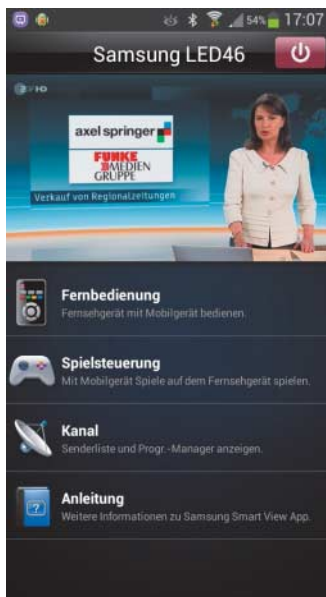 54% 17:07
Samsung LED46
HD
axel springer
FUNKE
MEDIEN
GRUPPE
Verkauf von Regionalzeitungen
Fernbedienung
Fernsehgerät mit Mobilgerät bedienen.
Spielsteuerung
Mit Mobilgerät Spiele auf dem Fernsehgerät spielen.
Kanal
Senderliste und Progr.-Manager anzeigen.
Anleitung
Weitere Informationen zu Samsung Smart View App.